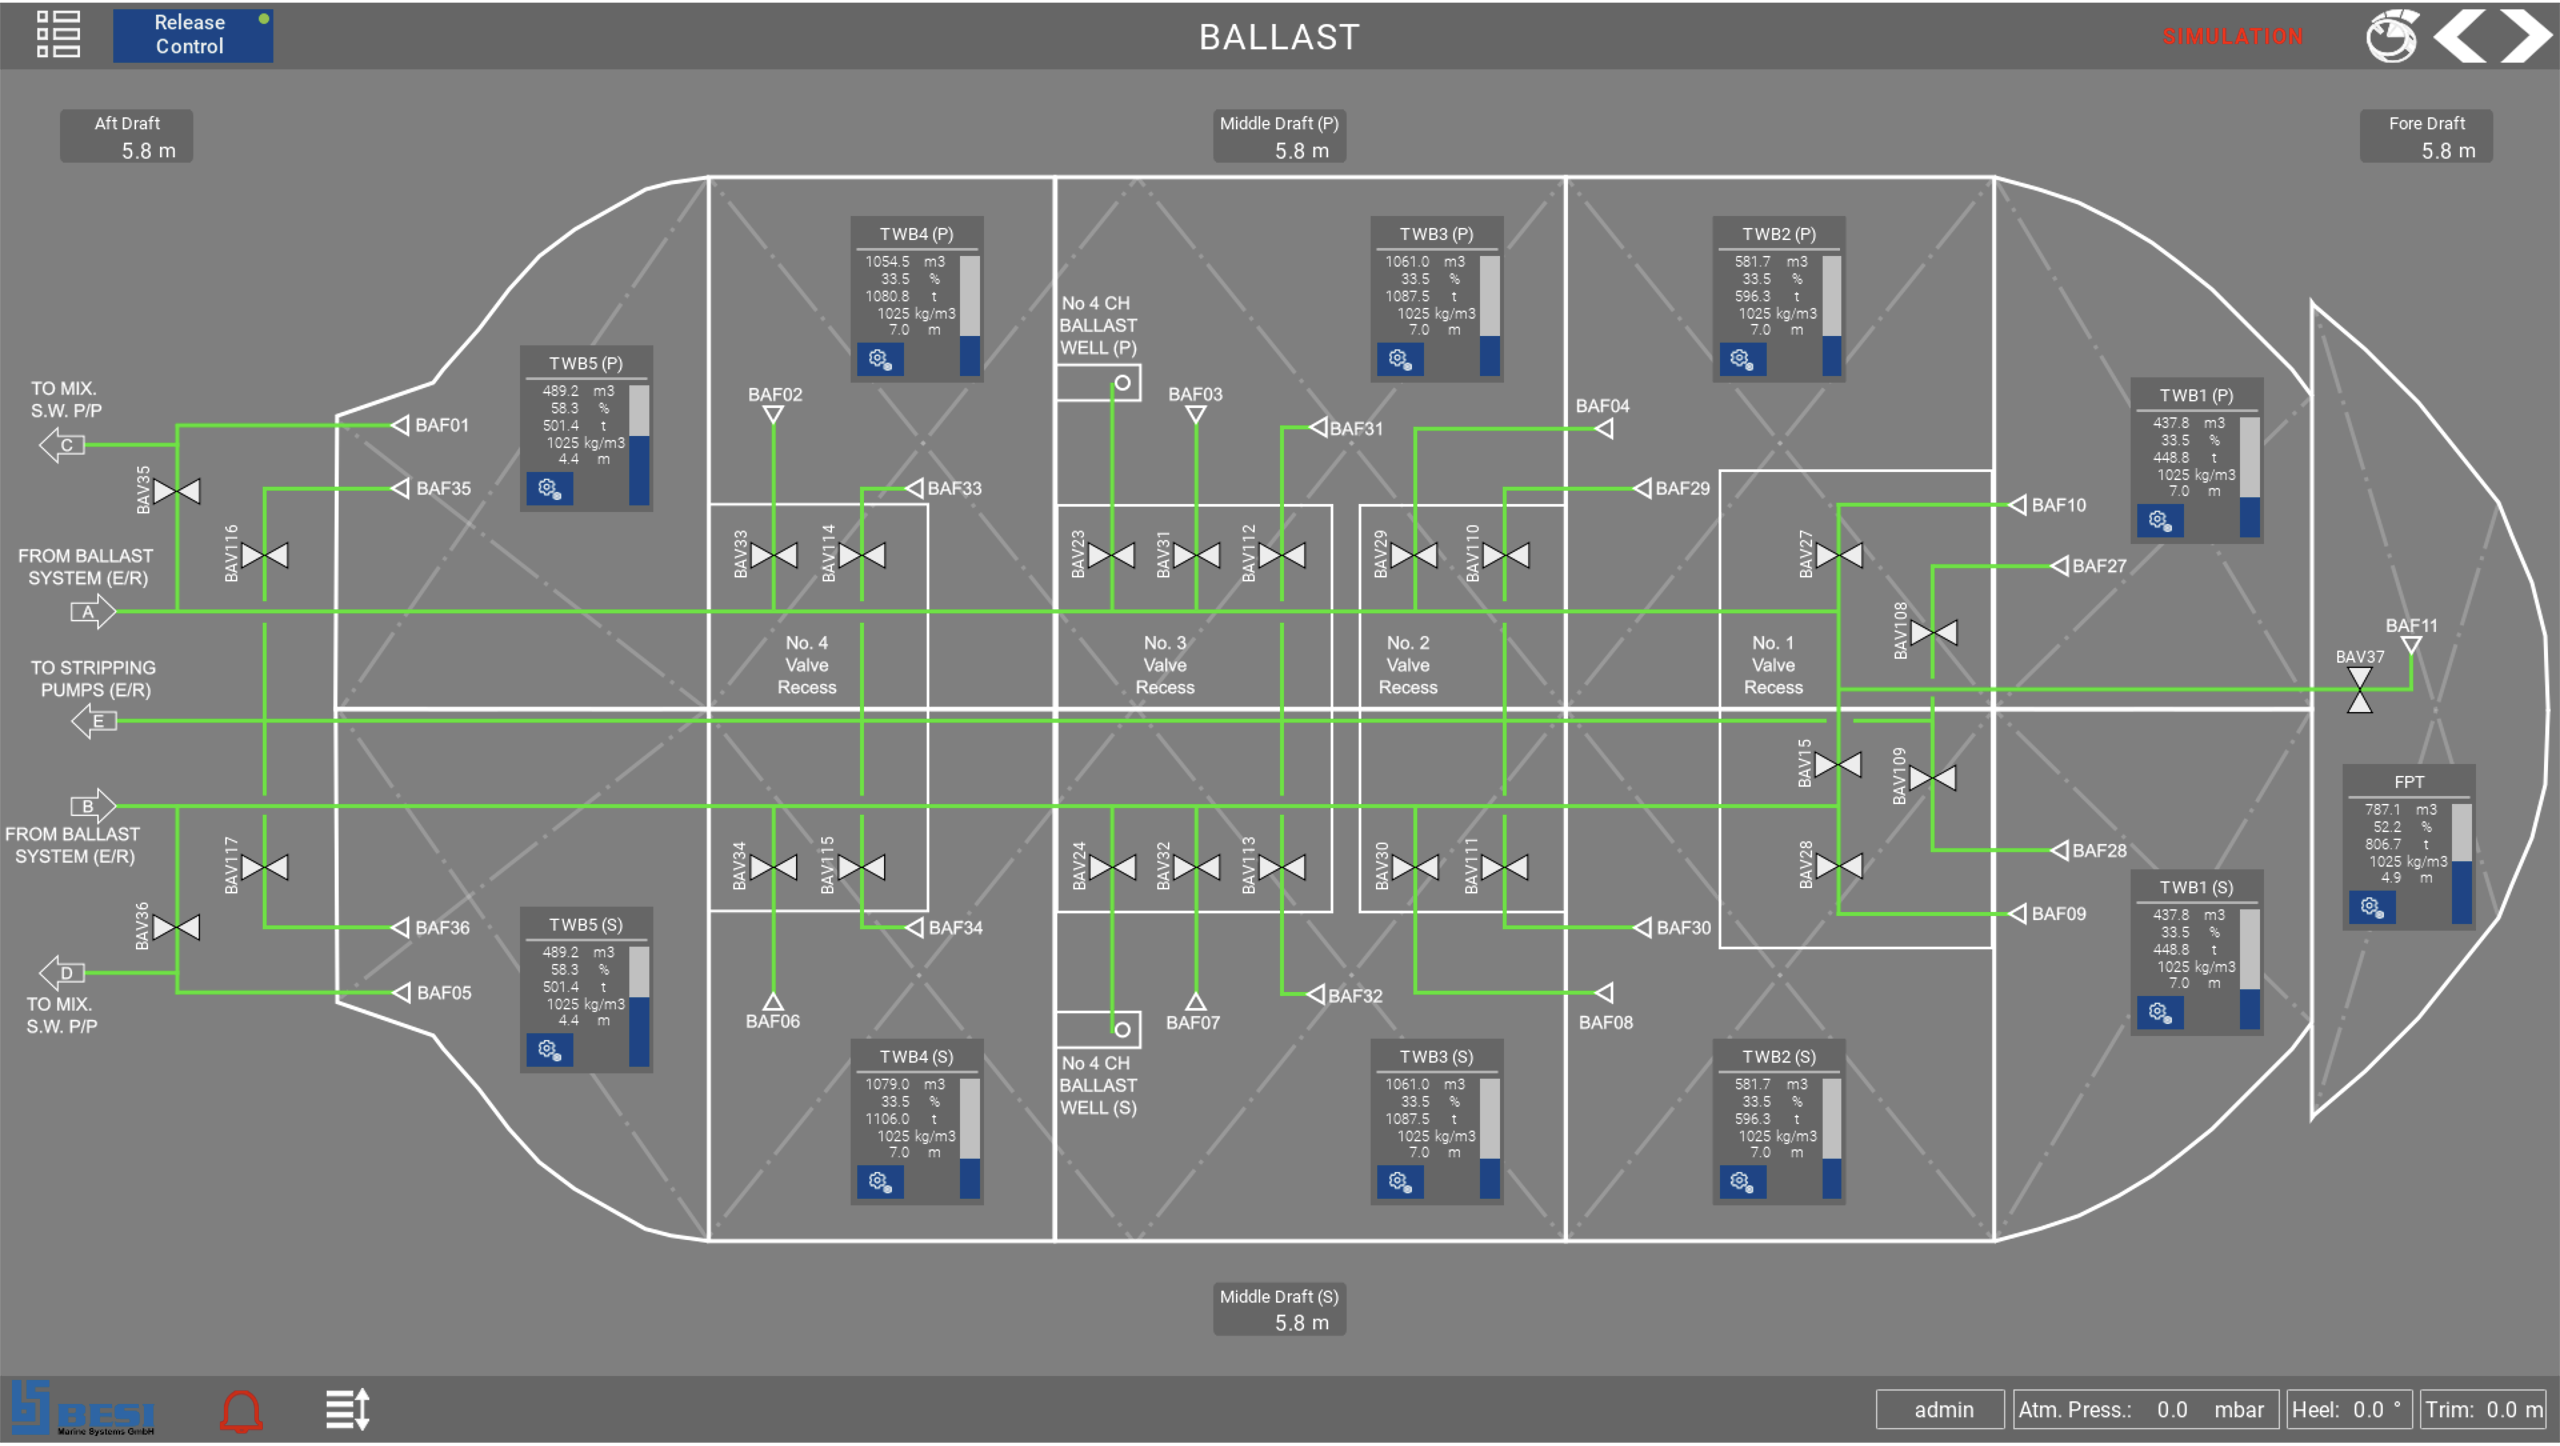 Release
Control
BALLAST
SIMULATION
Aft Draft
5.8 m
Middle Draft (P)
5.8 m
Fore Draft
5.8 m
TWB4 (P)
1054.5 m3
33.5 %
1080.8 t
1025 kg/m3
7.0 m
TWB3 (P)
1061.0 m3
33.5 %
1087.5 t
1025 kg/m3
7.0 m
TWB2 (P)
581.7 m3
33.5 %
596.3 t
1025 kg/m3
7.0 m
No 4 CH
BALLAST
WELL (P)
TWB5 (P)
489.2 m3
58.3 %
501.4 t
1025 kg/m3
4.4 m
TWB1 (P)
437.8 m3
33.5 %
448.8 t
1025 kg/m3
7.0 m
TO MIX.
S.W. P/P
C
BAF01
BAF02
BAF03
BAF31
BAF04
BAV35
BAF35
BAF33
BAF29
BAF10
BAV116
BAV33
BAV114
BAV23
BAV31
BAV112
BAV29
BAV110
BAV27
BAF27
FROM BALLAST
SYSTEM (E/R)
A
BAV108
BAF11
BAV37
No. 4
Valve
Recess
No. 3
Valve
Recess
No. 2
Valve
Recess
No. 1
Valve
Recess
TO STRIPPING
PUMPS (E/R)
E
BAV15
BAV109
FPT
787.1 m3
52.2 %
806.7 t
1025 kg/m3
4.9 m
B
FROM BALLAST
SYSTEM (E/R)
BAV117
BAV34
BAV115
BAV24
BAV32
BAV113
BAV30
BAV111
BAV28
BAF28
BAV36
BAF36
BAF34
BAF30
BAF09
TWB5 (S)
489.2 m3
58.3 %
501.4 t
1025 kg/m3
4.4 m
TWB1 (S)
437.8 m3
33.5 %
448.8 t
1025 kg/m3
7.0 m
D
TO MIX.
S.W. P/P
BAF05
BAF06
BAF07
BAF32
BAF08
No 4 CH
BALLAST
WELL (S)
TWB4 (S)
1079.0 m3
33.5 %
1106.0 t
1025 kg/m3
7.0 m
TWB3 (S)
1061.0 m3
33.5 %
1087.5 t
1025 kg/m3
7.0 m
TWB2 (S)
581.7 m3
33.5 %
596.3 t
1025 kg/m3
7.0 m
Middle Draft (S)
5.8 m
BESI
Marine Systems GmbH
admin
Atm. Press.: 0.0 mbar
Heel: 0.0 °
Trim: 0.0 m